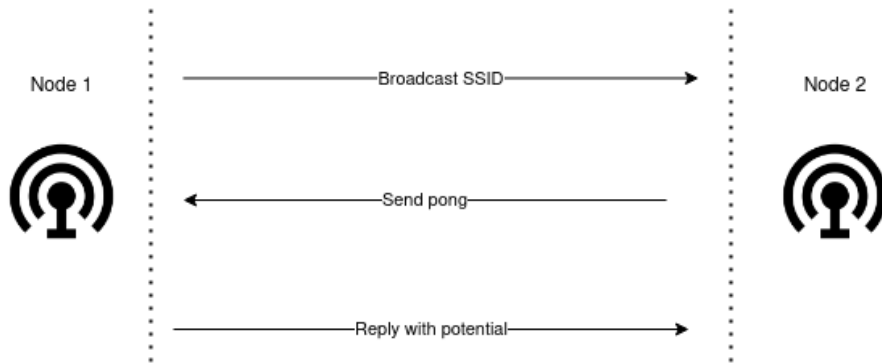 Node 1
Node 2
Broadcast SSID
Send pong
Reply with potential